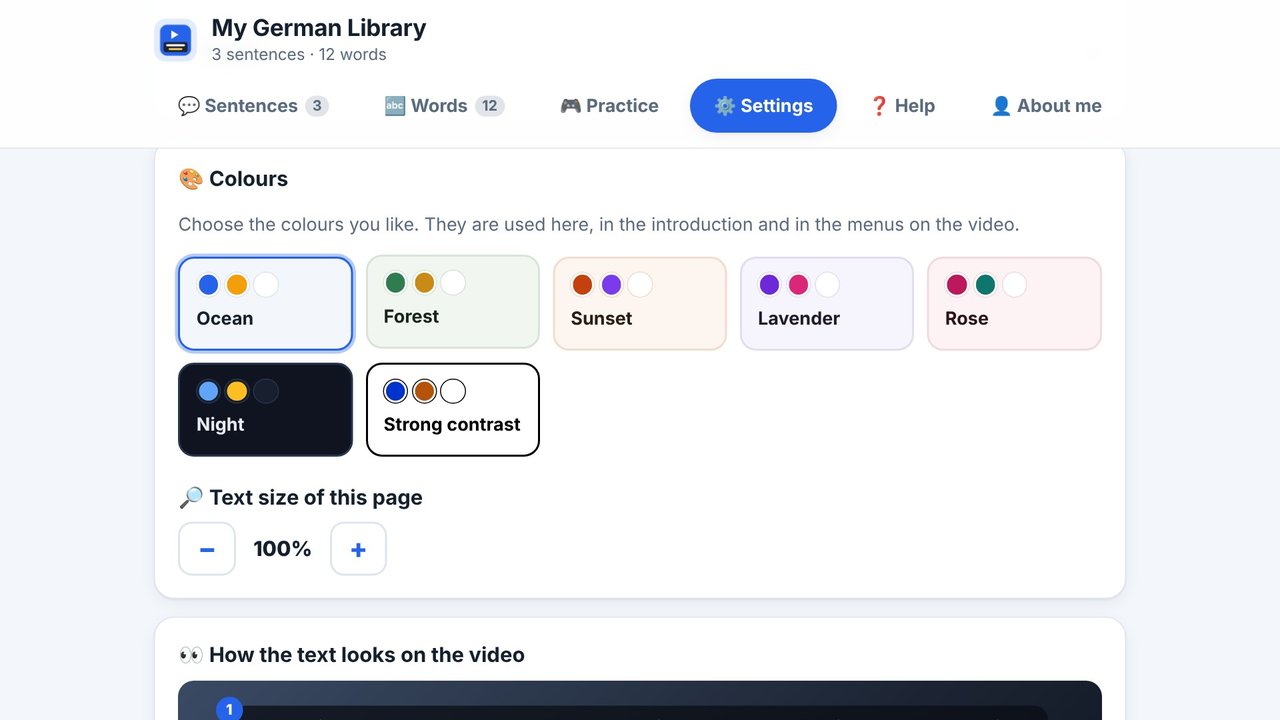 My German Library
3 sentences · 12 words
Sentences 3
abc Words 12
Practice
Settings
Help
About me
Colours
Choose the colours you like. They are used here, in the introduction and in the menus on the video.
Ocean
Forest
Sunset
Lavender
Rose
Night
Strong contrast
Text size of this page
− 100% +
How the text looks on the video
1